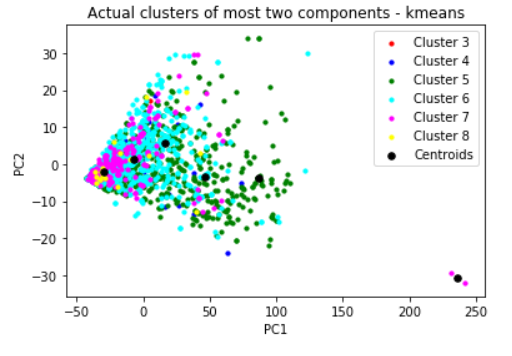 Actual clusters of most two components - kmeans
Cluster 3
Cluster 4
Cluster 5
Cluster 6
Cluster 7
Cluster 8
Centroids
30
20
10
0
−10
−20
−30
PC2
−50 0 50 100 150 200 250
PC1